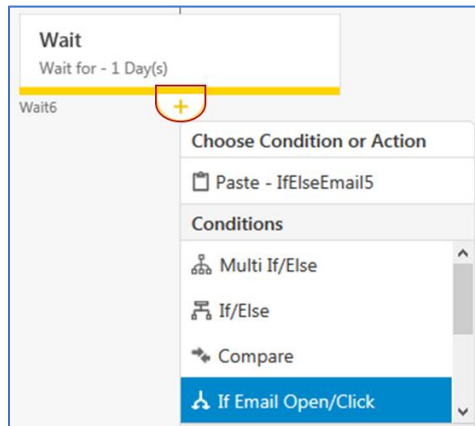 Wait
Wait for - 1 Day(s)
Wait6
+
Choose Condition or Action
Paste - IfElseEmail5
Conditions
Multi If/Else
If/Else
Compare
If Email Open/Click